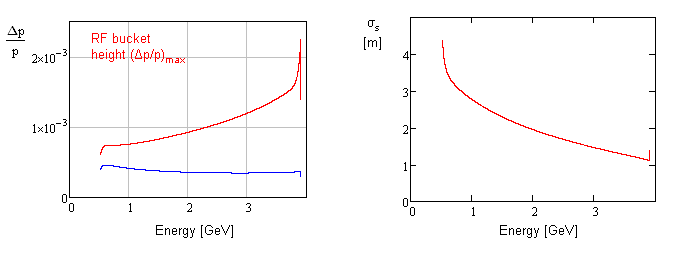 Δp
p
RF bucket
height (Δp/p)max
2×10⁻³
1×10⁻³
0
0 1 2 3
Energy [GeV]
σs
[m]
4
3
2
1
0
0 1 2 3
Energy [GeV]